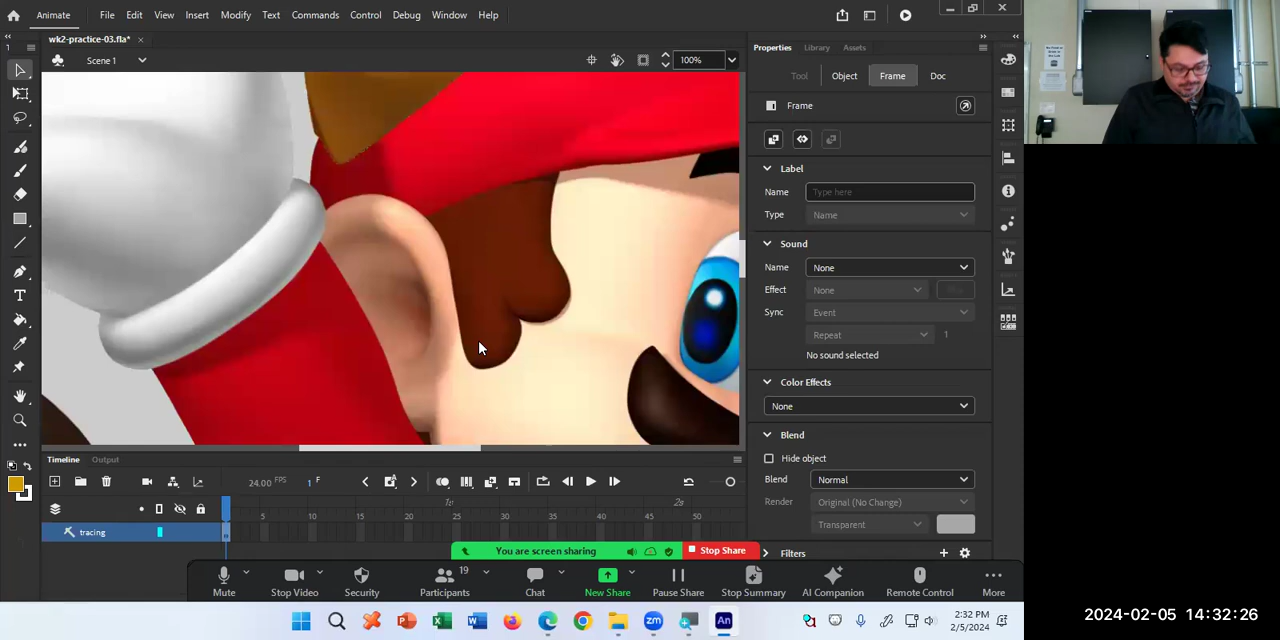 Animate
File
Edit
View
Insert
Modify
Text
Commands
Control
Debug
Window
Help
wk2-practice-03.fla*
Scene 1
100%
Properties
Library
Assets
Tool
Object
Frame
Doc
Frame
Label
Name
Type here
Type
Name
Sound
Name
None
Effect
None
Sync
Event
Repeat
1
No sound selected
Color Effects
None
Blend
Hide object
Blend
Normal
Render
Original (No Change)
Transparent
Filters
Timeline
Output
24.00 FPS
1 F
1s
2s
5
10
15
20
25
30
35
40
45
50
tracing
You are screen sharing
Stop Share
Mute
Stop Video
Security
19
Participants
Chat
New Share
Pause Share
Stop Summary
AI Companion
Remote Control
More
2:32 PM
2/5/2024
2024-02-05 14:32:26